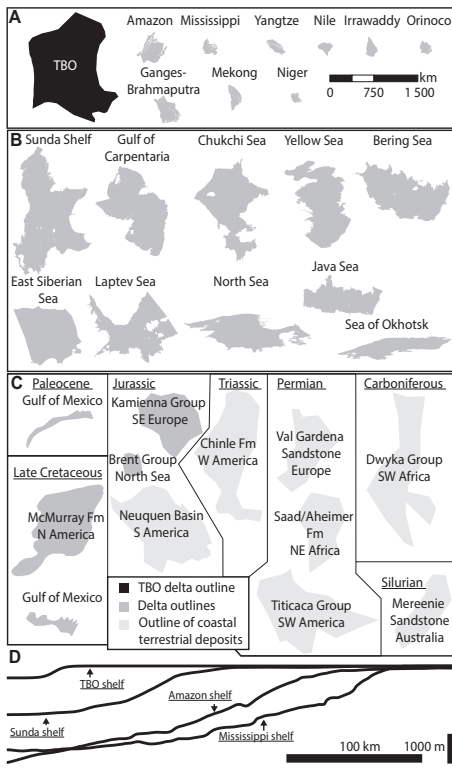 A
TBO
Amazon Mississippi Yangtze Nile Irrawaddy Orinoco
Ganges-
Brahmaputra
Mekong Niger
km
0 750 1 500
B
Sunda Shelf
Gulf of
Carpentaria
Chukchi Sea
Yellow Sea
Bering Sea
East Siberian
Sea
Laptev Sea
North Sea
Java Sea
Sea of Okhotsk
C
Paleocene
Gulf of Mexico
Late Cretaceous
McMurray Fm
N America
Gulf of Mexico
Jurassic
Kamienna Group
SE Europe
Brent Group
North Sea
Neuquen Basin
S America
Triassic
Chinle Fm
W America
Permian
Val Gardena
Sandstone
Europe
Saad/Aheimer
Fm
NE Africa
Titicaca Group
SW America
Carboniferous
Dwyka Group
SW Africa
Silurian
Mereenie
Sandstone
Australia
TBO delta outline
Delta outlines
Outline of coastal
terrestrial deposits
D
TBO shelf
Sunda shelf
Amazon shelf
Mississippi shelf
100 km 1000 m